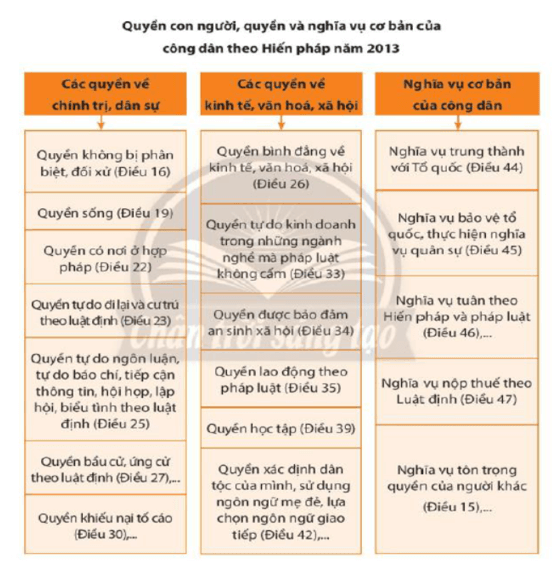 Quyền con người, quyền và nghĩa vụ cơ bản của
công dân theo Hiến pháp năm 2013
Các quyền về
chính trị, dân sự
Quyền không bị phân
biệt, đối xử (Điều 16)
Quyền sống (Điều 19)
Quyền có nơi ở hợp
pháp (Điều 22)
Quyền tự do đi lại và cư trú
theo luật định (Điều 23)
Quyền tự do ngôn luận,
tự do báo chí, tiếp cận
thông tin, hội họp, lập
hội, biểu tình theo luật
định (Điều 25)
Quyền bầu cử, ứng cử
theo luật định (Điều 27),...
Quyền khiếu nại tố cáo
(Điều 30),...
Các quyền về
kinh tế, văn hoá, xã hội
Quyền bình đẳng về
kinh tế, văn hoá, xã hội
(Điều 26)
Quyền tự do kinh doanh
trong những ngành
nghề mà pháp luật
không cấm (Điều 33)
Quyền được bảo đảm
an sinh xã hội (Điều 34)
Quyền lao động theo
pháp luật (Điều 35)
Quyền học tập (Điều 39)
Quyền xác định dân
tộc của mình, sử dụng
ngôn ngữ mẹ đẻ, lựa
chọn ngôn ngữ giao
tiếp (Điều 42),...
Nghĩa vụ cơ bản
của công dân
Nghĩa vụ trung thành
với Tổ quốc (Điều 44)
Nghĩa vụ bảo vệ tổ
quốc, thực hiện nghĩa
vụ quân sự (Điều 45)
Nghĩa vụ tuân theo
Hiến pháp và pháp luật
(Điều 46),...
Nghĩa vụ nộp thuế theo
Luật định (Điều 47)
Nghĩa vụ tôn trọng
quyền của người khác
(Điều 15),...
Chân trời sáng tạo